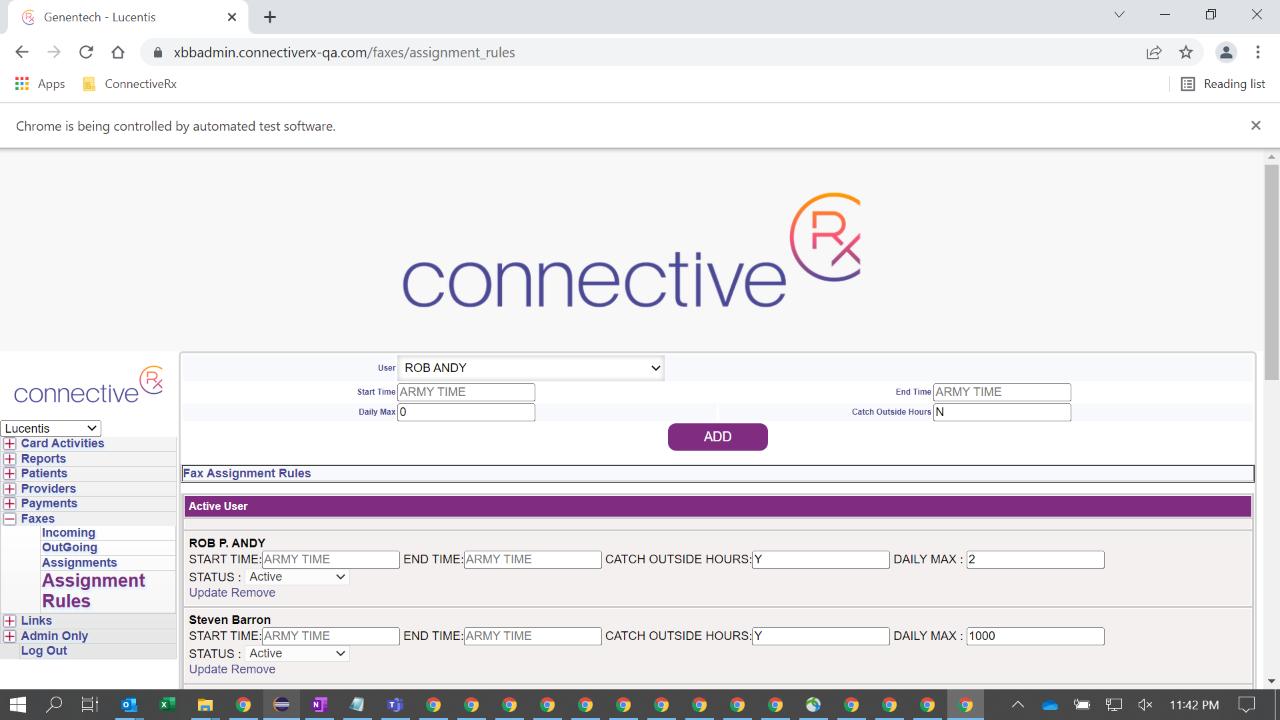 Genentech - Lucentis
xbbadmin.connectiverx-qa.com/faxes/assignment_rules
Apps
ConnectiveRx
Reading list
Chrome is being controlled by automated test software.
connective Rx
connective Rx
Lucentis
Card Activities
Reports
Patients
Providers
Payments
Faxes
Incoming
OutGoing
Assignments
Assignment
Rules
Links
Admin Only
Log Out
User ROB ANDY
Start Time ARMY TIME End Time ARMY TIME
Daily Max 0 Catch Outside Hours N
ADD
Fax Assignment Rules
Active User
ROB P. ANDY
START TIME: ARMY TIME END TIME: ARMY TIME CATCH OUTSIDE HOURS: Y DAILY MAX : 2
STATUS : Active
Update Remove
Steven Barron
START TIME: ARMY TIME END TIME: ARMY TIME CATCH OUTSIDE HOURS: Y DAILY MAX : 1000
STATUS : Active
Update Remove
11:42 PM